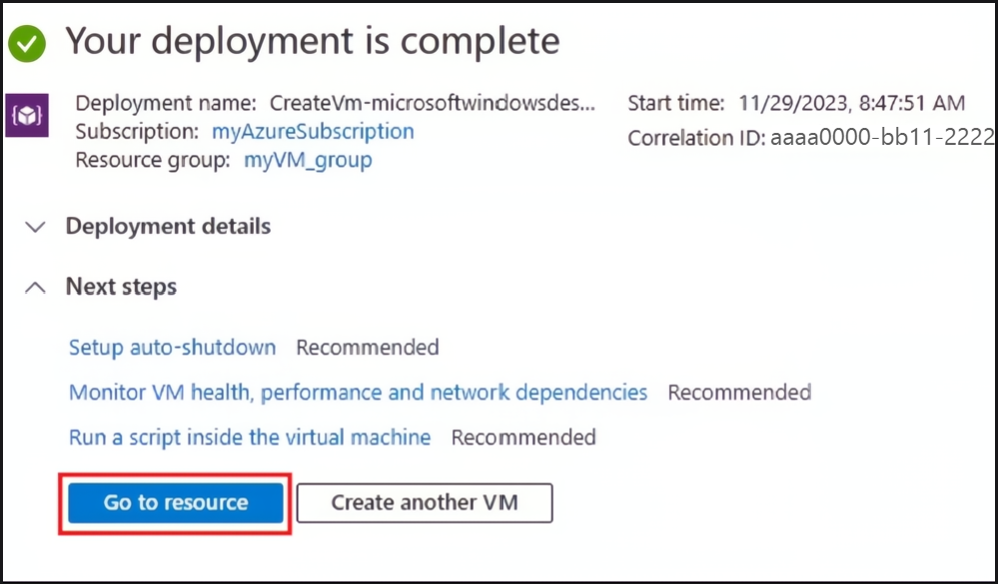 Your deployment is complete
Deployment name: CreateVm-microsoftwindowsdes...
Subscription: myAzureSubscription
Resource group: myVM_group
Start time: 11/29/2023, 8:47:51 AM
Correlation ID: aaaa0000-bb11-2222
Deployment details
Next steps
Setup auto-shutdown Recommended
Monitor VM health, performance and network dependencies Recommended
Run a script inside the virtual machine Recommended
Go to resource
Create another VM